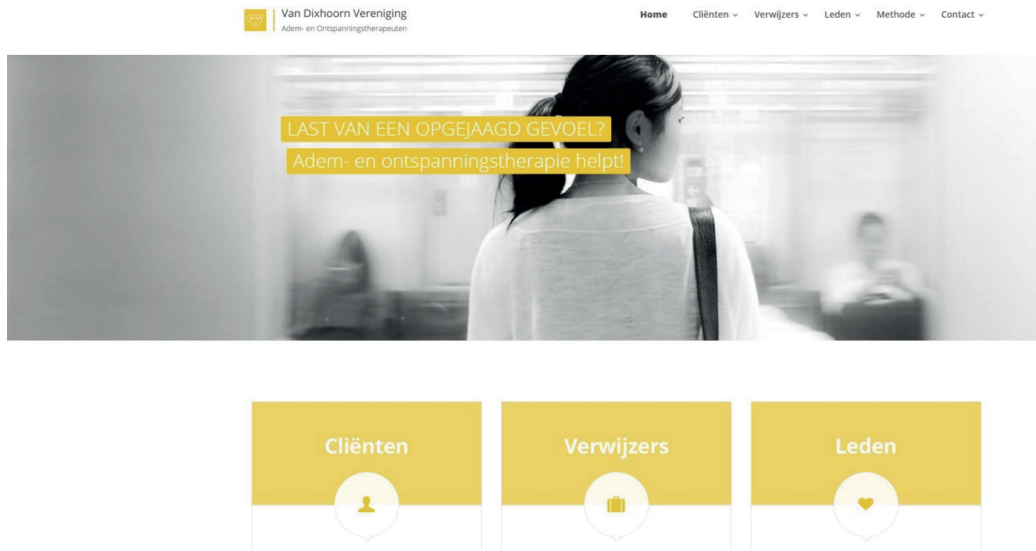 Van Dixhoorn Vereniging
Adem- en Ontspanningstherapeuten
Home Cliënten Verwijzers Leden Methode Contact
LAST VAN EEN OPGEJAAGD GEVOEL?
Adem- en ontspanningstherapie helpt!
Cliënten Verwijzers Leden